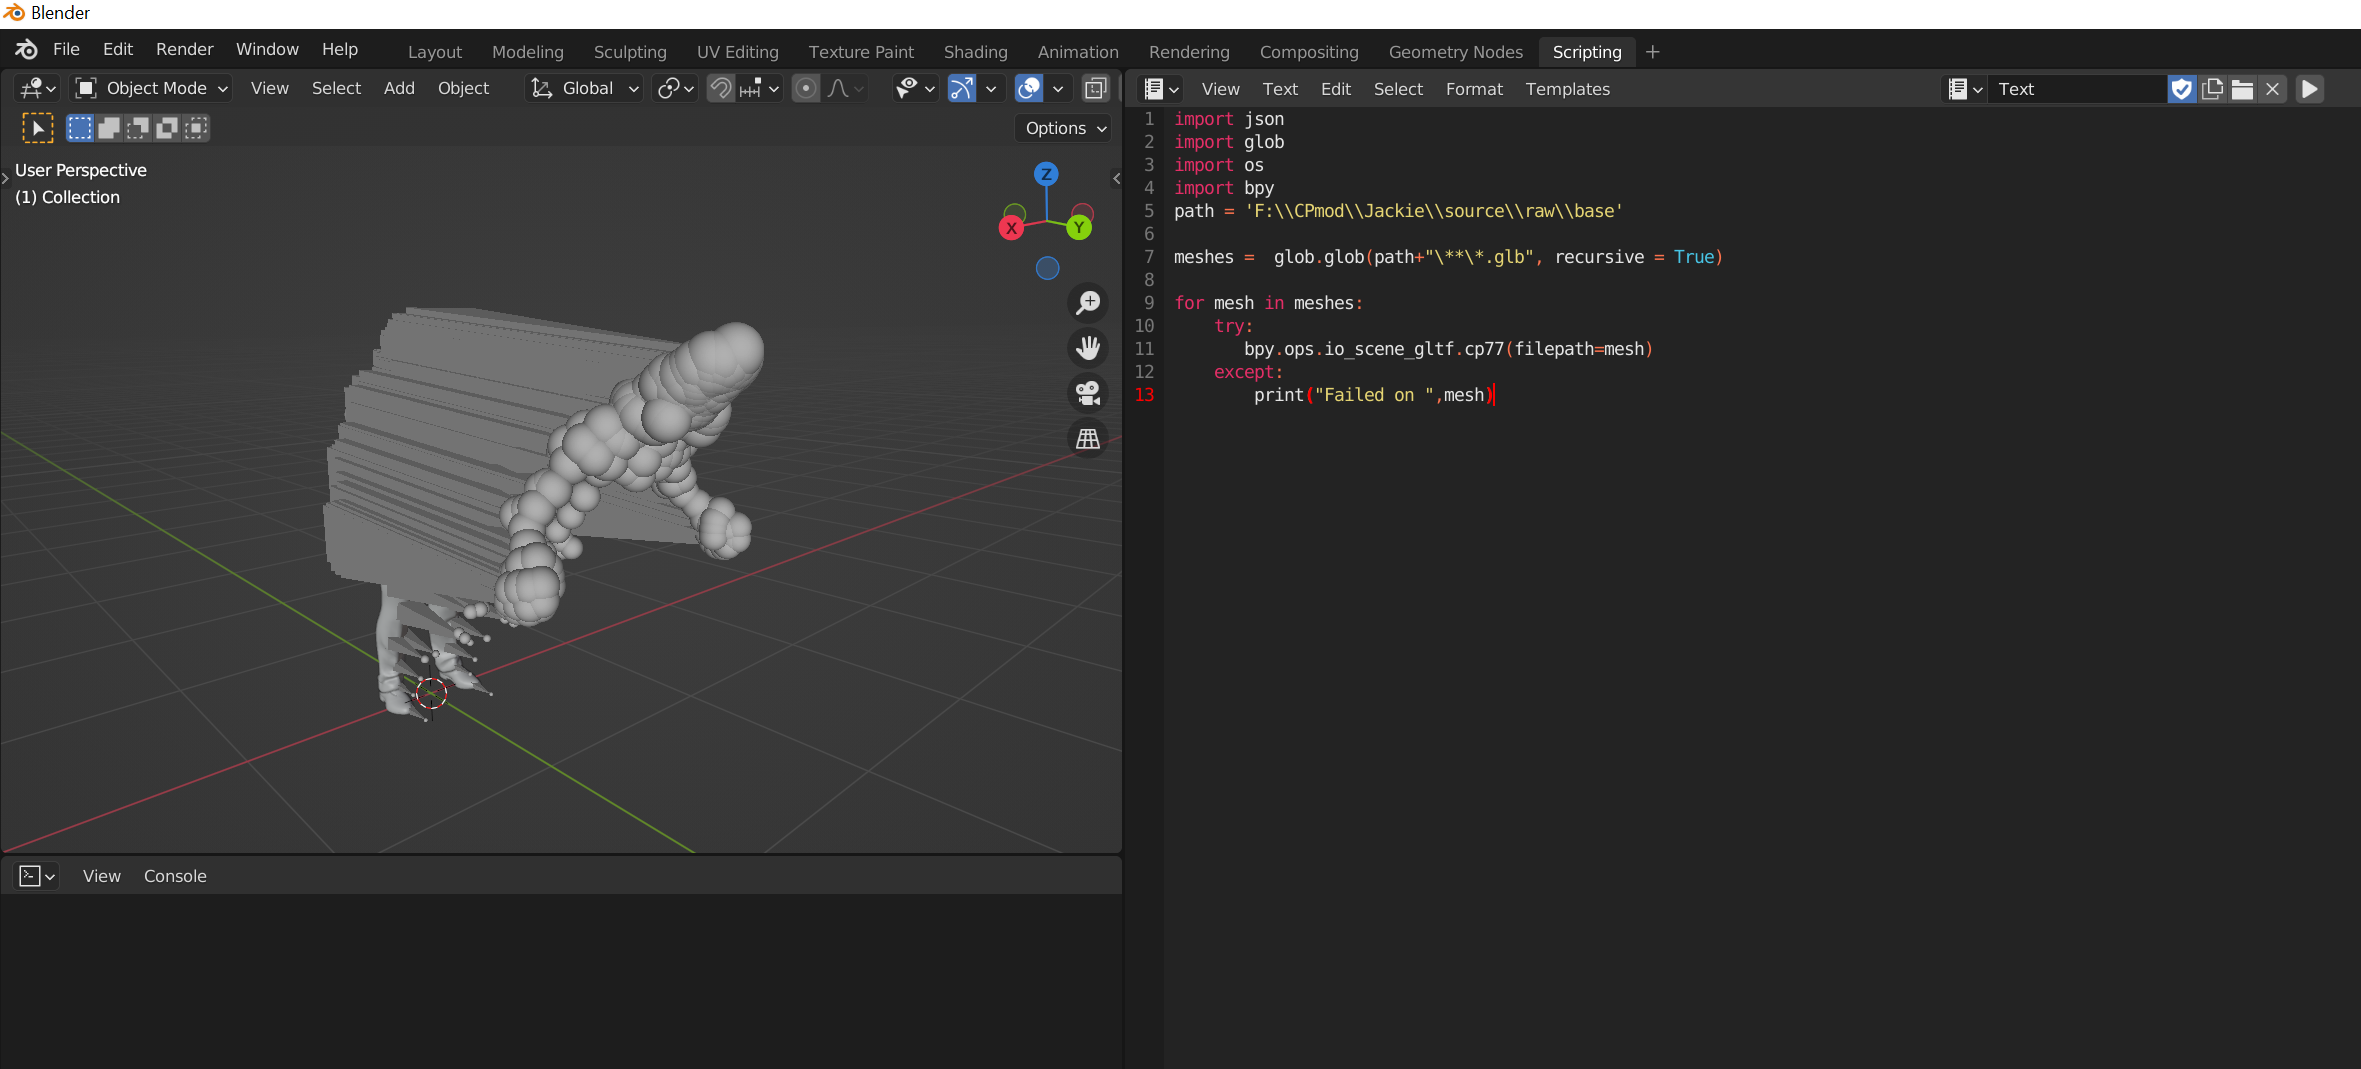 Blender
File Edit Render Window Help Layout Modeling Sculpting UV Editing Texture Paint Shading Animation Rendering Compositing Geometry Nodes Scripting +
Object Mode View Select Add Object Global
Options
User Perspective
(1) Collection
Z
X Y
View Text Edit Select Format Templates Text
1 import json
2 import glob
3 import os
4 import bpy
5 path = 'F:\\CPmod\\Jackie\\source\\raw\\base'
6
7 meshes =  glob.glob(path+"\**\*.glb", recursive = True)
8
9 for mesh in meshes:
10     try:
11        bpy.ops.io_scene_gltf.cp77(filepath=mesh)
12     except:
13         print("Failed on ",mesh)
View Console